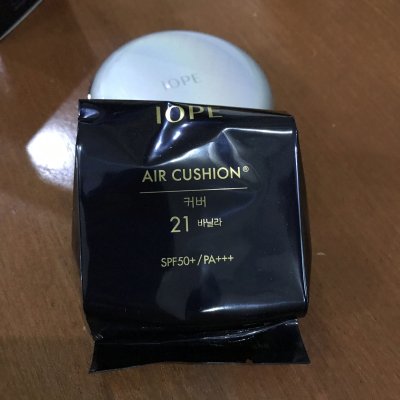 IOPE
IOPE
AIR CUSHION®
커버
21 바닐라
SPF50+/PA+++